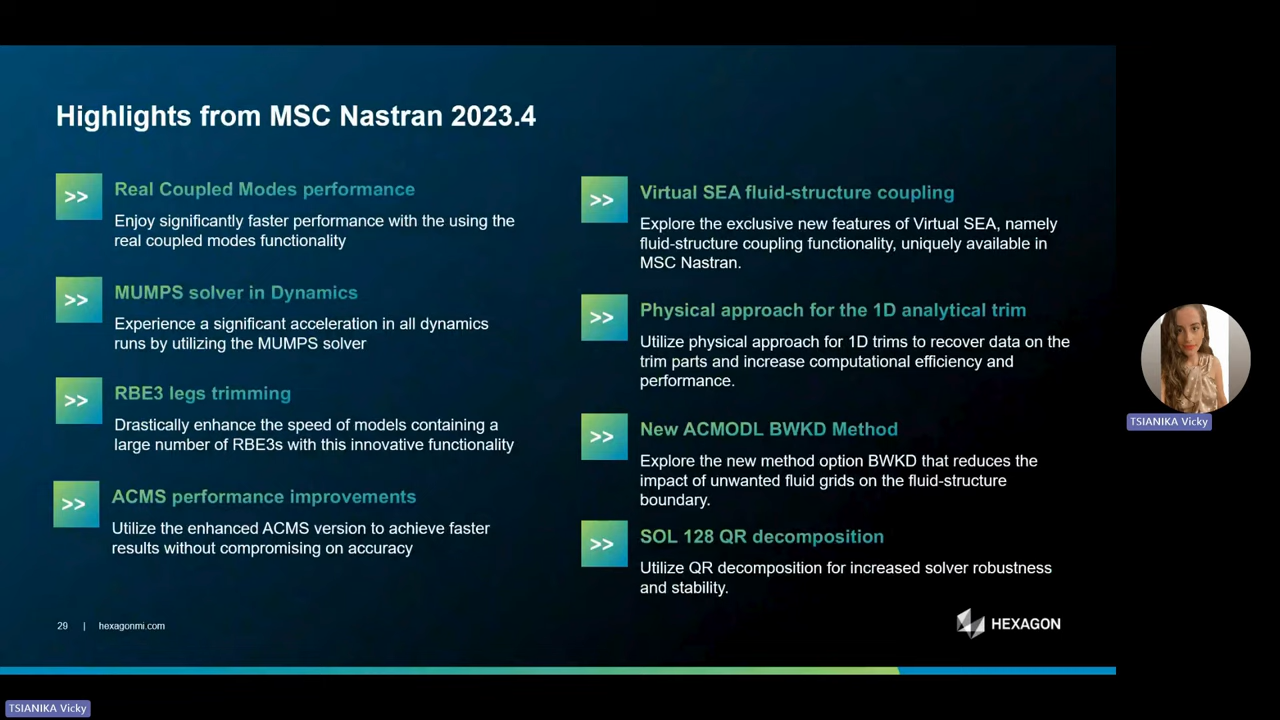 Highlights from MSC Nastran 2023.4
>>
Real Coupled Modes performance
Enjoy significantly faster performance with the using the
real coupled modes functionality
>>
MUMPS solver in Dynamics
Experience a significant acceleration in all dynamics
runs by utilizing the MUMPS solver
>>
RBE3 legs trimming
Drastically enhance the speed of models containing a
large number of RBE3s with this innovative functionality
>>
ACMS performance improvements
Utilize the enhanced ACMS version to achieve faster
results without compromising on accuracy
>>
Virtual SEA fluid-structure coupling
Explore the exclusive new features of Virtual SEA, namely
fluid-structure coupling functionality, uniquely available in
MSC Nastran.
>>
Physical approach for the 1D analytical trim
Utilize physical approach for 1D trims to recover data on the
trim parts and increase computational efficiency and
performance.
>>
New ACMODL BWKD Method
Explore the new method option BWKD that reduces the
impact of unwanted fluid grids on the fluid-structure
boundary.
>>
SOL 128 QR decomposition
Utilize QR decomposition for increased solver robustness
and stability.
29 | hexagonmi.com
HEXAGON
TSIANIKA Vicky
TSIANIKA Vicky